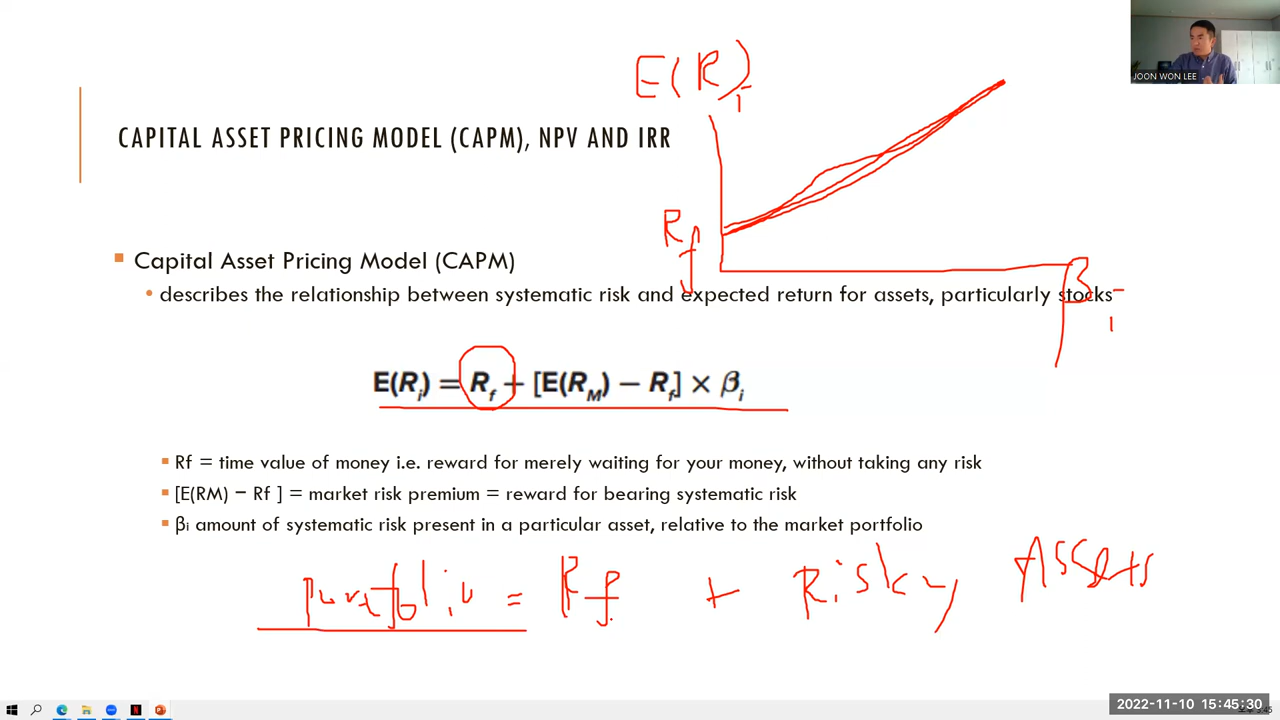 JOON WON LEE
E(Ri)
CAPITAL ASSET PRICING MODEL (CAPM), NPV AND IRR
Rf
βi
Capital Asset Pricing Model (CAPM)
describes the relationship between systematic risk and expected return for assets, particularly stocks
E(Ri) = Rf + [E(RM) − Rf] × βi
Rf = time value of money i.e. reward for merely waiting for your money, without taking any risk
[E(RM) − Rf ] = market risk premium = reward for bearing systematic risk
βi amount of systematic risk present in a particular asset, relative to the market portfolio
portfolio = Rf + Risky Assets
2022-11-10 15:45:30